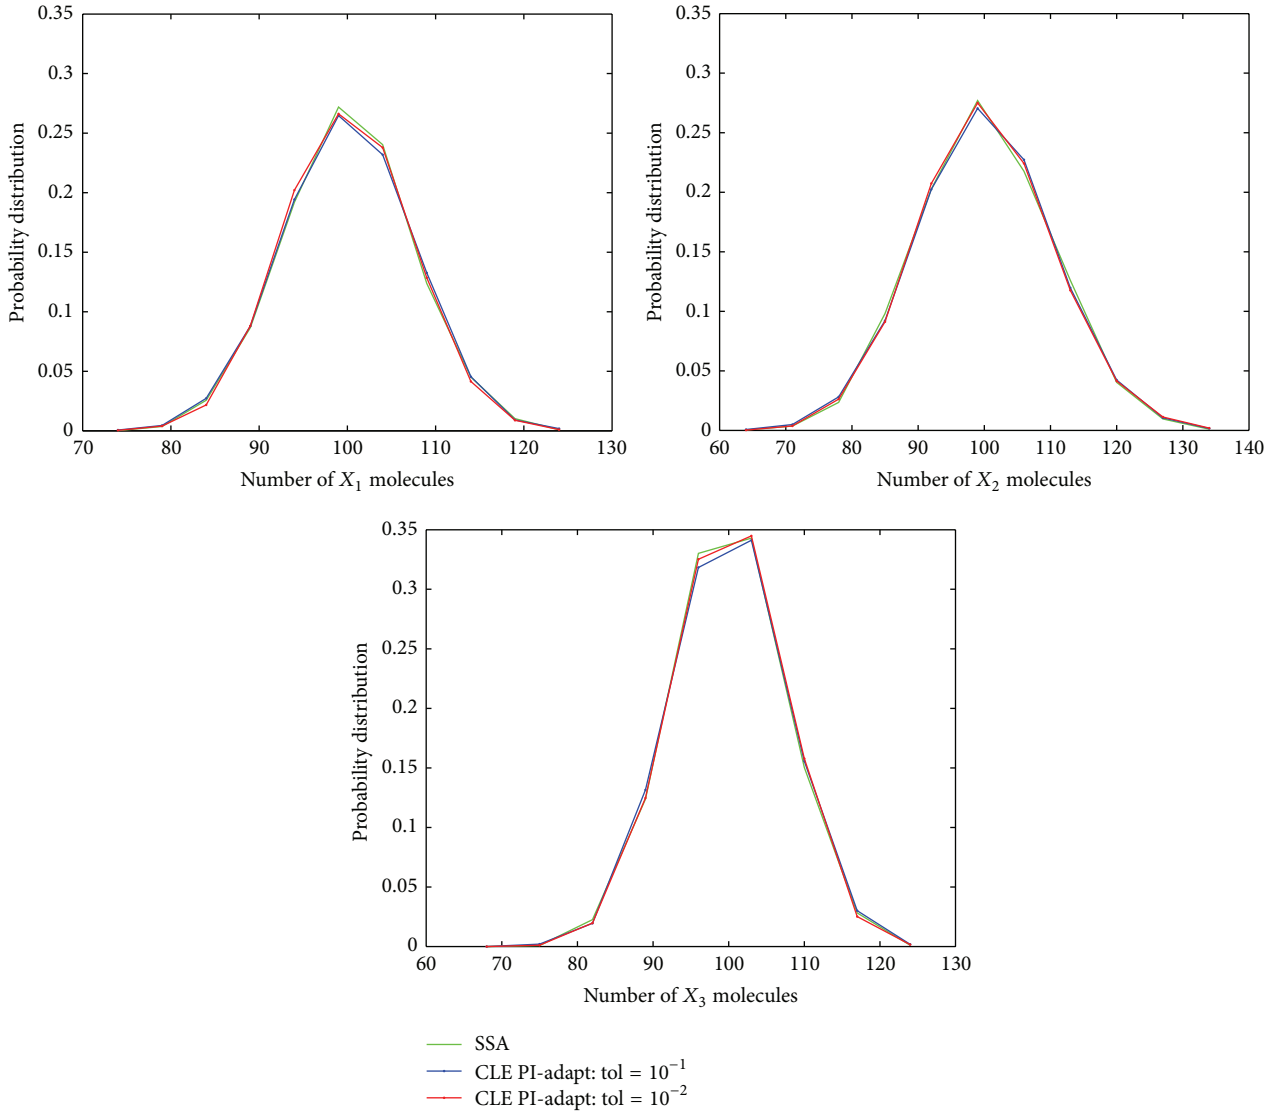 0.35
0.3
0.25
0.2
0.15
0.1
0.05
0
Probability distribution
70 80 90 100 110 120 130
Number of X₁ molecules
0.35
0.3
0.25
0.2
0.15
0.1
0.05
0
Probability distribution
60 70 80 90 100 110 120 130 140
Number of X₂ molecules
0.35
0.3
0.25
0.2
0.15
0.1
0.05
0
Probability distribution
60 70 80 90 100 110 120 130
Number of X₃ molecules
SSA
CLE PI-adapt: tol = 10⁻¹
CLE PI-adapt: tol = 10⁻²